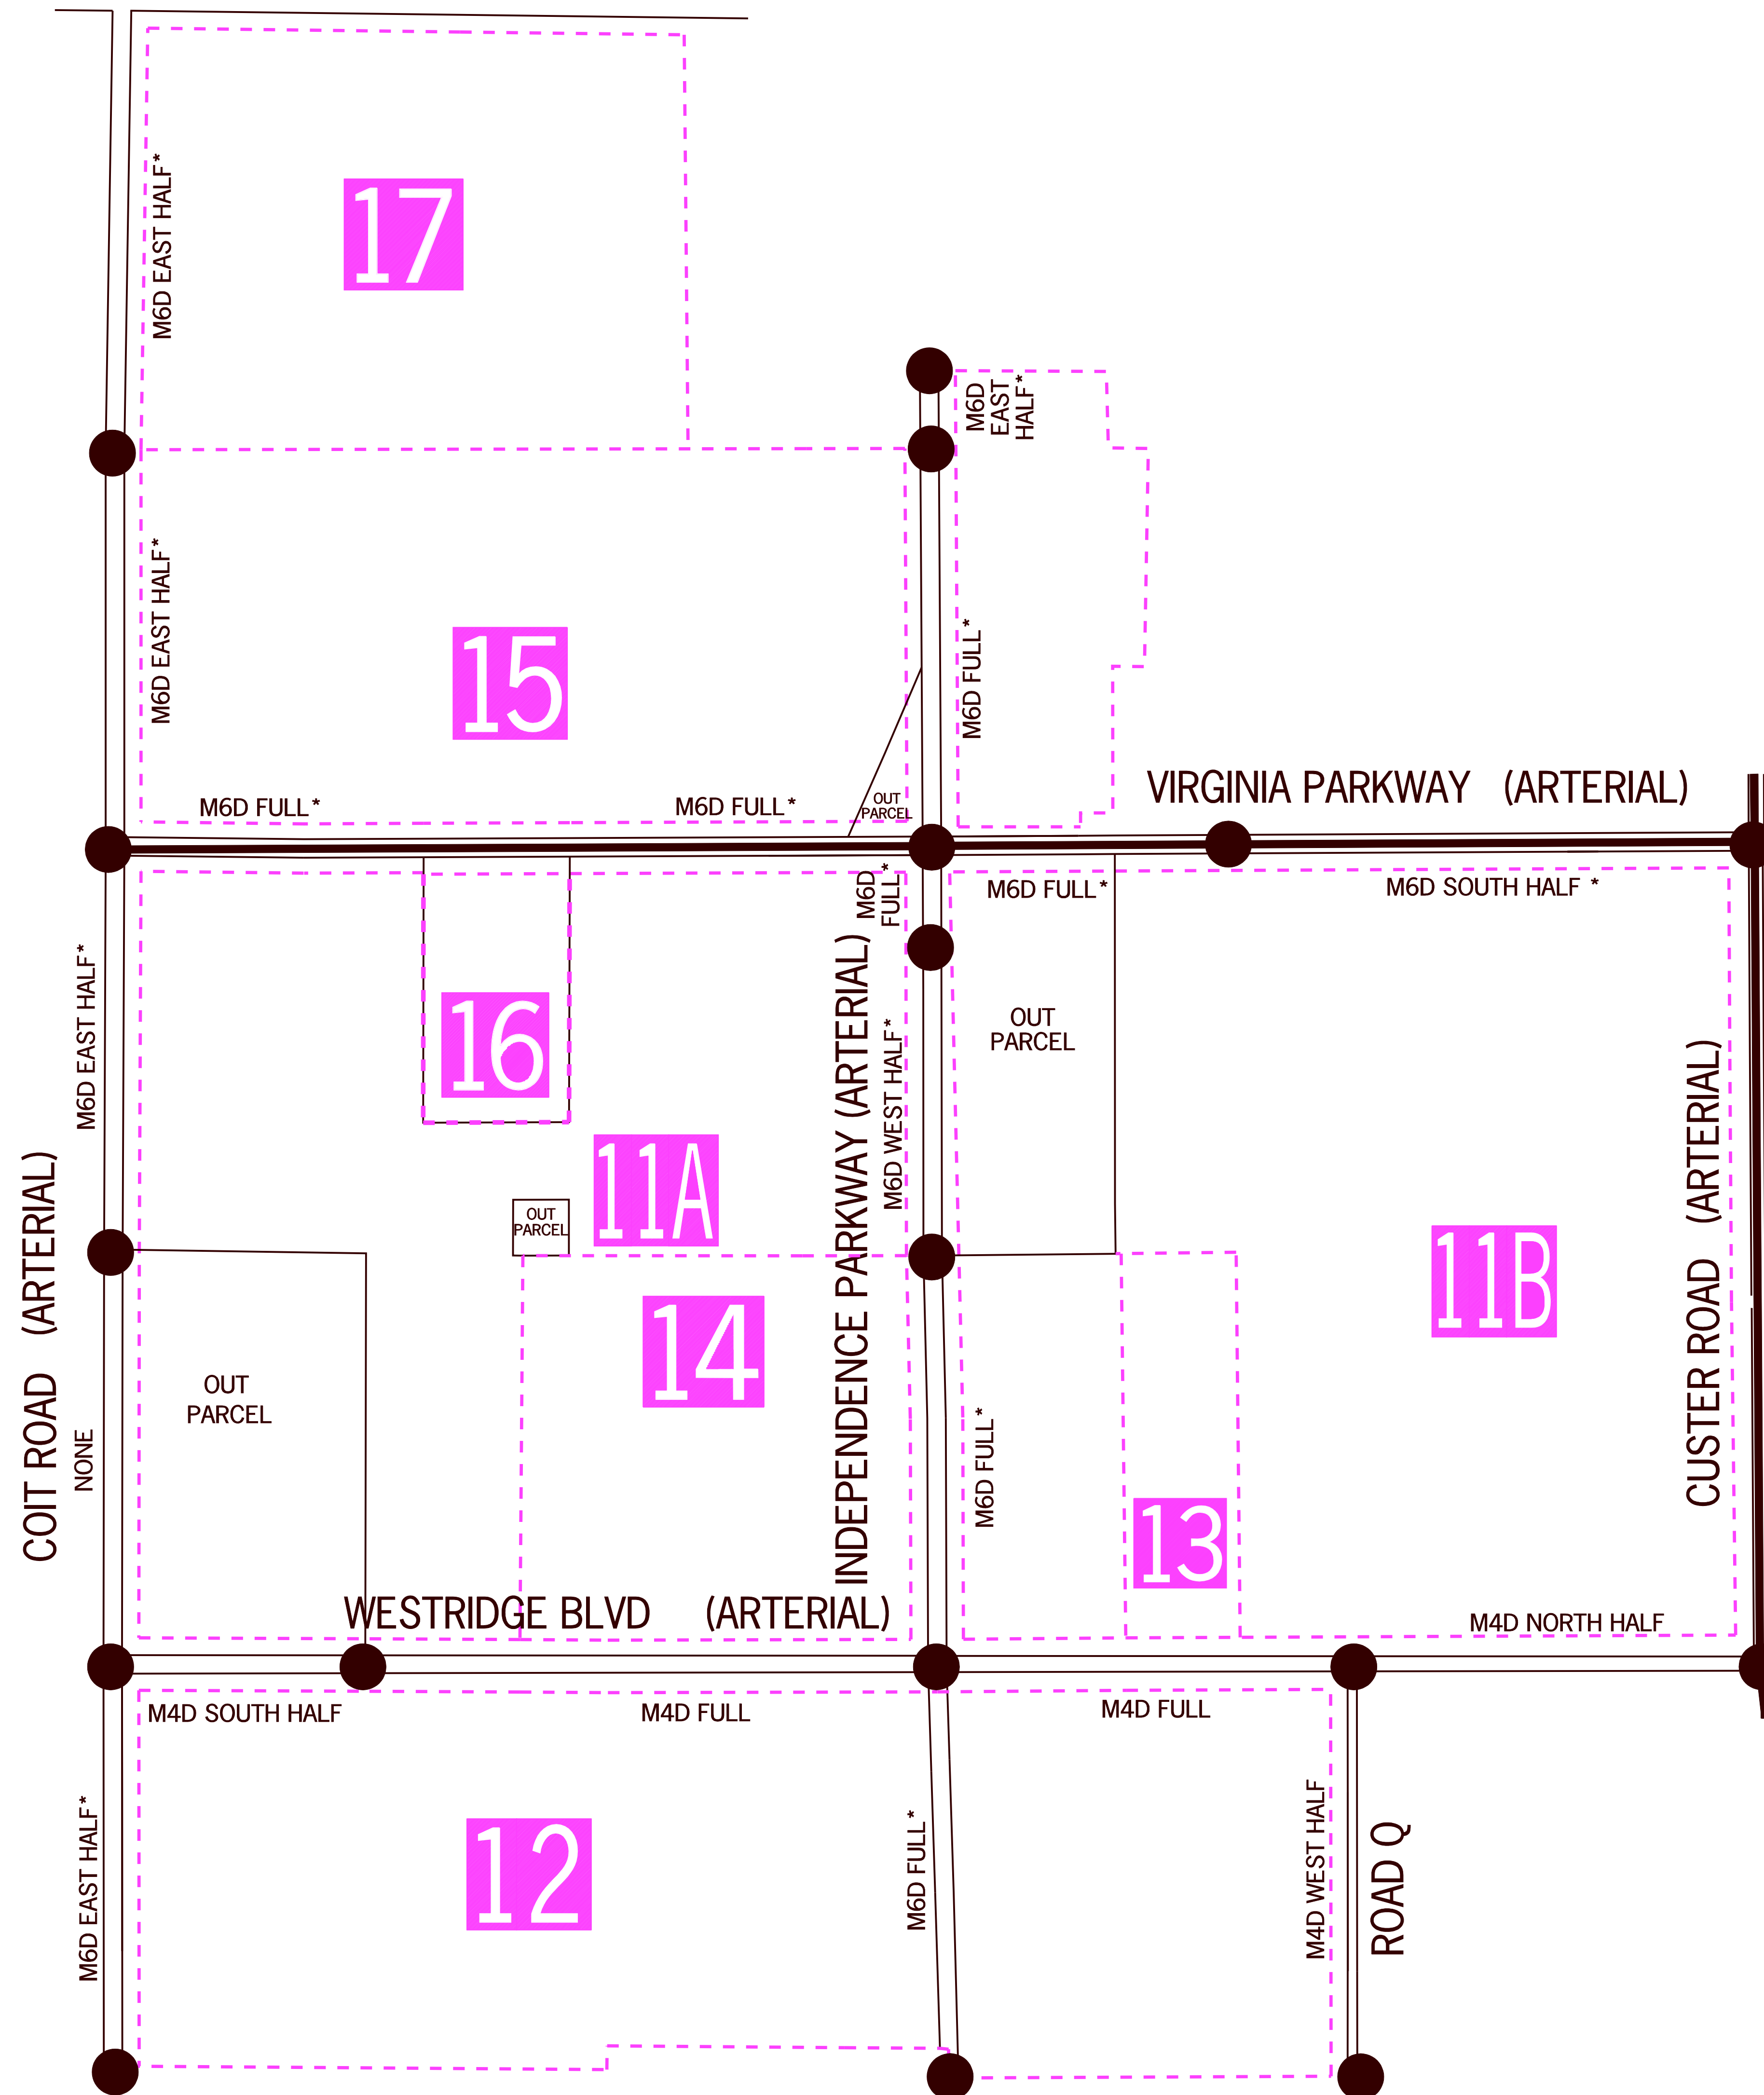 17
M6D EAST HALF*
M6D
EAST
HALF*
M6D EAST HALF*
15
M6D FULL*
VIRGINIA PARKWAY (ARTERIAL)
M6D FULL*
M6D FULL*
OUT
PARCEL
M6D
FULL*
M6D FULL*
M6D SOUTH HALF *
M6D EAST HALF*
16
OUT
PARCEL
M6D WEST HALF*
INDEPENDENCE PARKWAY (ARTERIAL)
11A
OUT
PARCEL
CUSTER ROAD (ARTERIAL)
11B
COIT ROAD (ARTERIAL)
14
OUT
PARCEL
NONE
M6D FULL*
13
WESTRIDGE BLVD (ARTERIAL)
M4D NORTH HALF
M4D SOUTH HALF
M4D FULL
M4D FULL
M6D EAST HALF*
12
M6D FULL*
M4D WEST HALF
ROAD Q